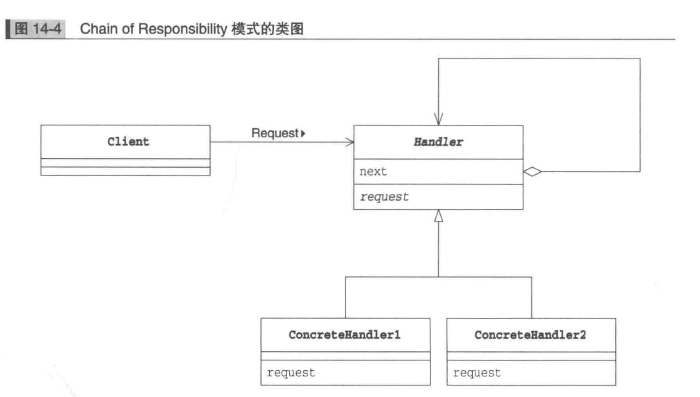 图 14-4 Chain of Responsibility 模式的类图
Client
Request▶
Handler
next
request
ConcreteHandler1
request
ConcreteHandler2
request